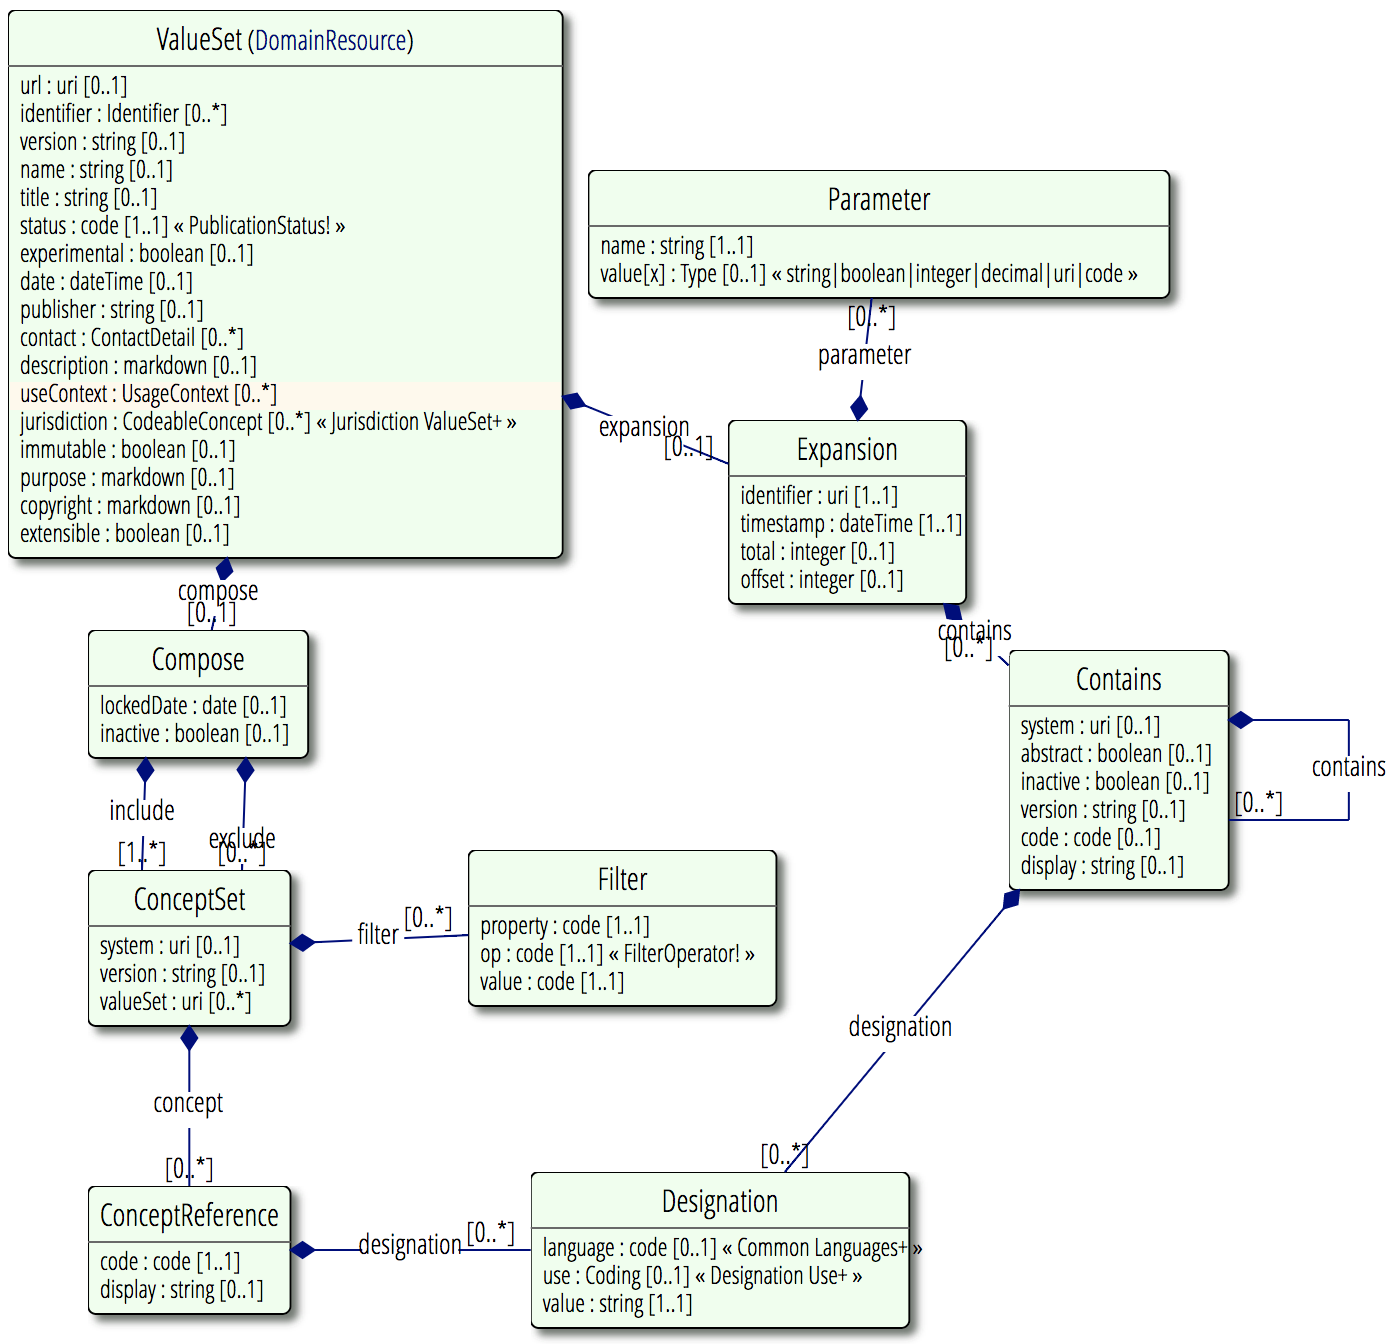 ValueSet (DomainResource)
url : uri [0..1]
identifier : Identifier [0..*]
version : string [0..1]
name : string [0..1]
title : string [0..1]
status : code [1..1] « PublicationStatus! »
experimental : boolean [0..1]
date : dateTime [0..1]
publisher : string [0..1]
contact : ContactDetail [0..*]
description : markdown [0..1]
useContext : UsageContext [0..*]
jurisdiction : CodeableConcept [0..*] « Jurisdiction ValueSet+ »
immutable : boolean [0..1]
purpose : markdown [0..1]
copyright : markdown [0..1]
extensible : boolean [0..1]
Parameter
name : string [1..1]
value[x] : Type [0..1] « string|boolean|integer|decimal|uri|code »
[0..*]
parameter
expansion
[0..1]
Expansion
identifier : uri [1..1]
timestamp : dateTime [1..1]
total : integer [0..1]
offset : integer [0..1]
compose
[0..1]
contains
[0..*]
Compose
lockedDate : date [0..1]
inactive : boolean [0..1]
Contains
system : uri [0..1]
abstract : boolean [0..1]
inactive : boolean [0..1]
version : string [0..1]
code : code [0..1]
display : string [0..1]
contains
[0..*]
include
[1..*]
exclude
[0..*]
ConceptSet
system : uri [0..1]
version : string [0..1]
valueSet : uri [0..*]
filter
[0..*]
Filter
property : code [1..1]
op : code [1..1] « FilterOperator! »
value : code [1..1]
designation
[0..*]
concept
[0..*]
ConceptReference
code : code [1..1]
display : string [0..1]
designation
[0..*]
Designation
language : code [0..1] « Common Languages+ »
use : Coding [0..1] « Designation Use+ »
value : string [1..1]